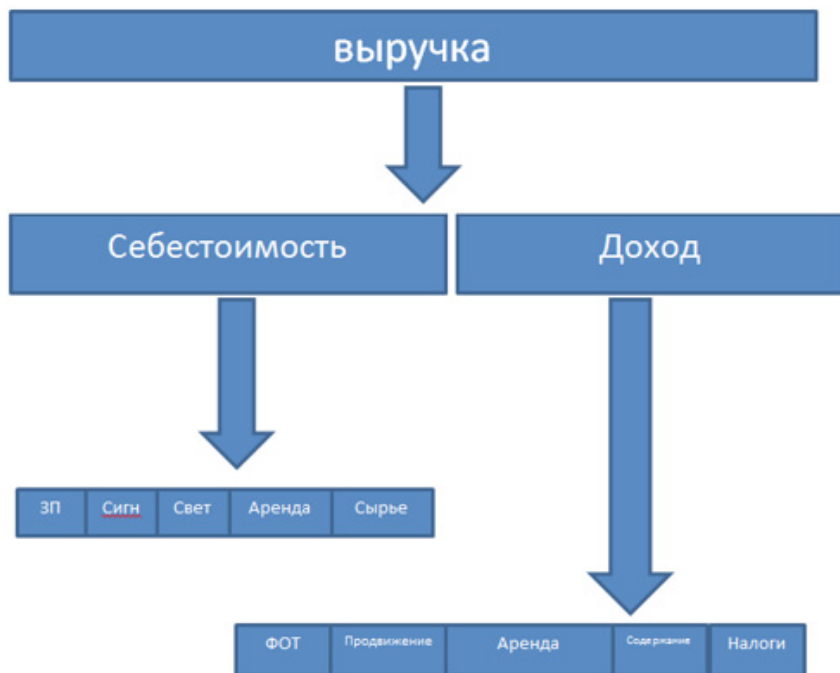 выручка
Себестоимость Доход
ЗП Сигн Свет Аренда Сырье
ФОТ Продвижение Аренда Содержание Налоги